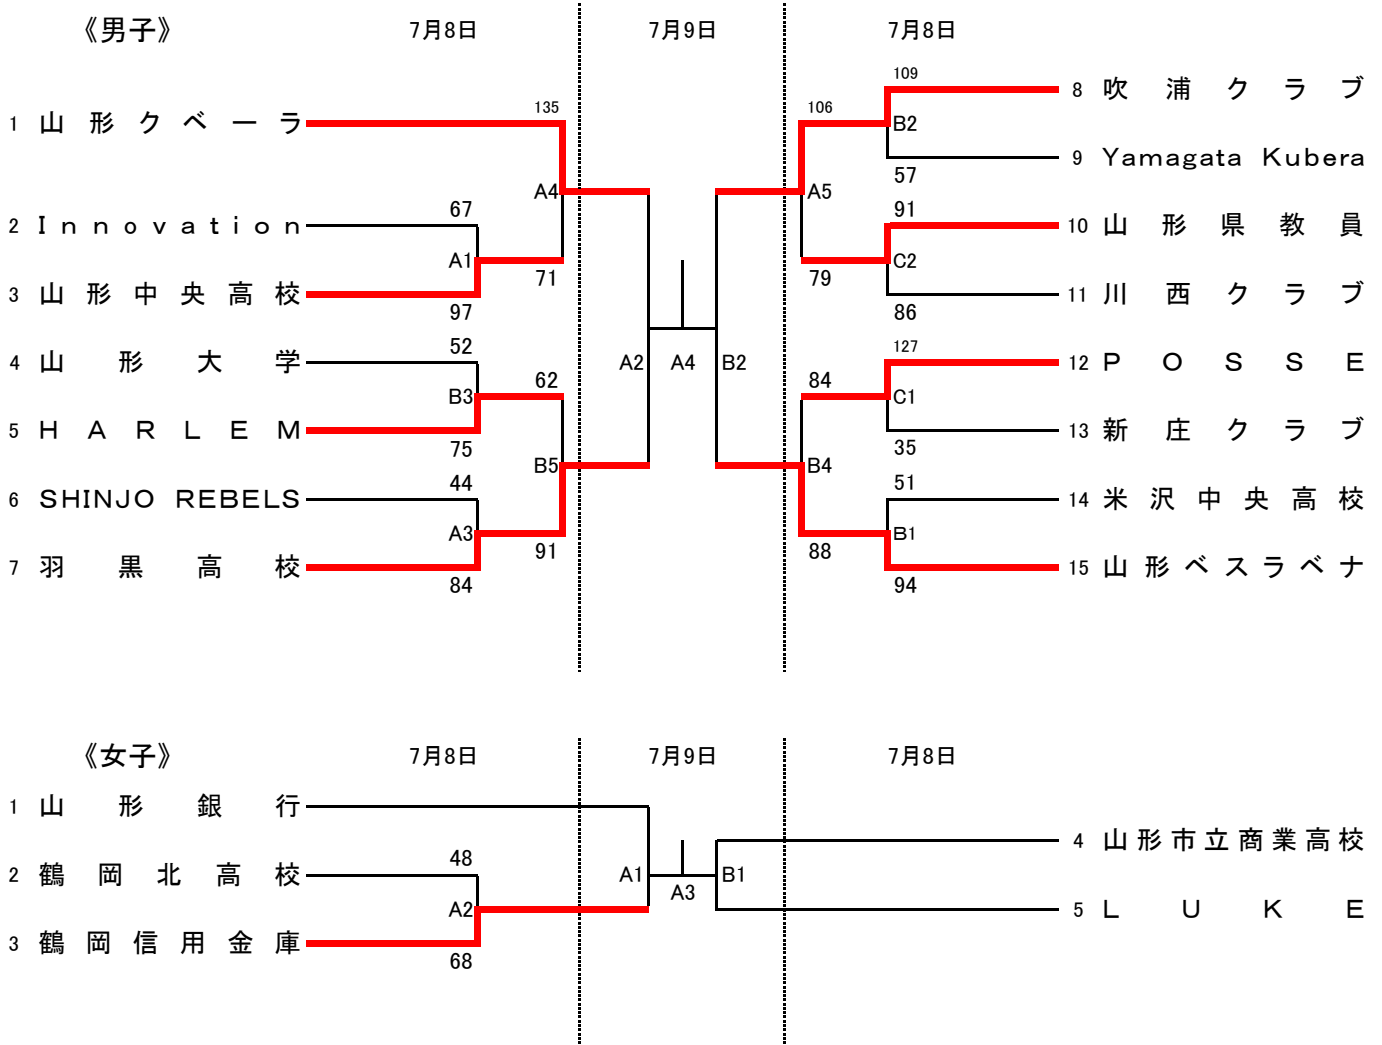 《男子》 7月8日 7月9日 7月8日
109
8 吹浦クラブ
135 106
1 山形クベーラ
B2
9 Yamagata Kubera
57
A4 A5
67 91
2 Innovation
10 山形県教員
A1 C2
71 79
3 山形中央高校
11 川西クラブ
97 86
52 127
4 山形大学
A2 A4 B2
12 POSSE
62 84
B3 C1
5 HARLEM
13 新庄クラブ
75 35
B5 B4
44 51
6 SHINJO REBELS
14 米沢中央高校
A3 B1
91 88
7 羽黒高校
15 山形ベスラベナ
84 94
《女子》 7月8日 7月9日 7月8日
1 山形銀行
4 山形市立商業高校
48
2 鶴岡北高校
A1 A3 B1
A2
5 LUKE
3 鶴岡信用金庫
68